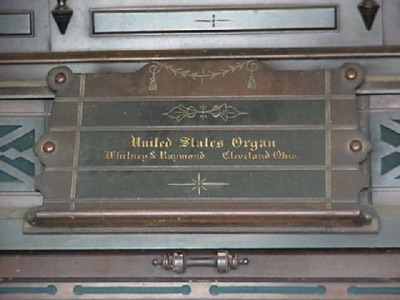 United States Organ
Whitney & Raymond Cleveland Ohio.